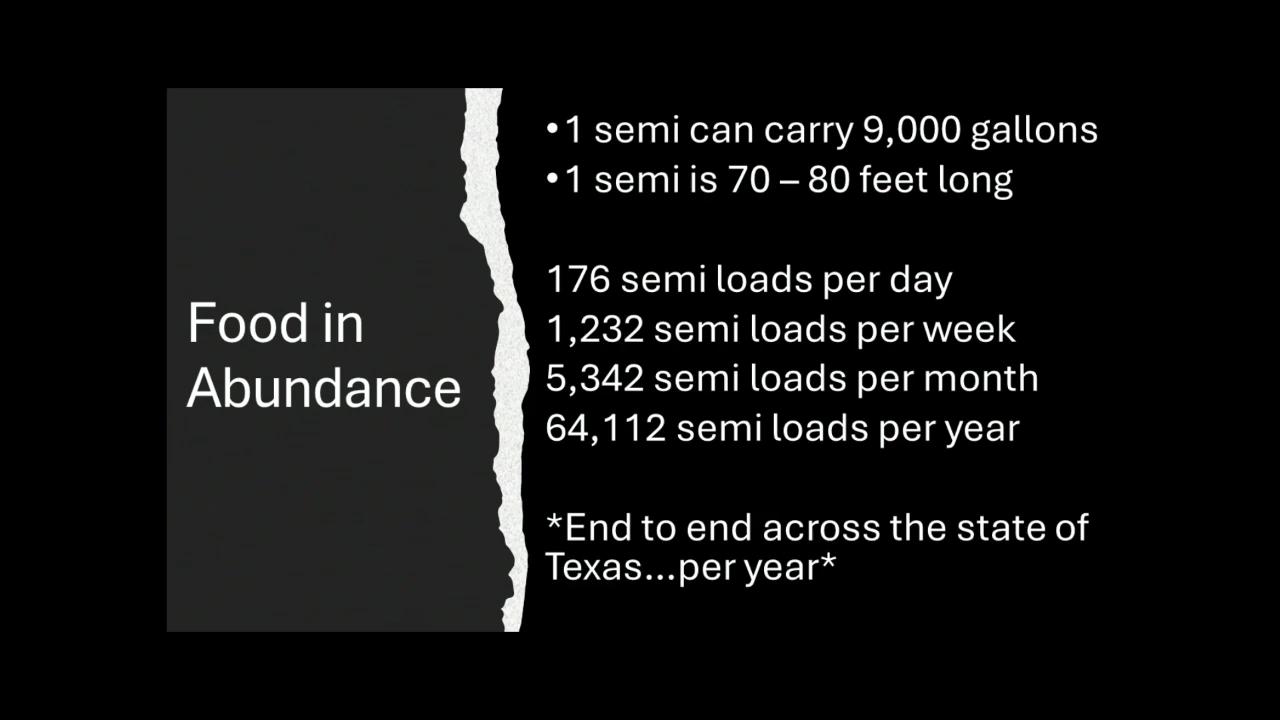 Food in
Abundance
•1 semi can carry 9,000 gallons
•1 semi is 70 – 80 feet long
176 semi loads per day
1,232 semi loads per week
5,342 semi loads per month
64,112 semi loads per year
*End to end across the state of
Texas...per year*